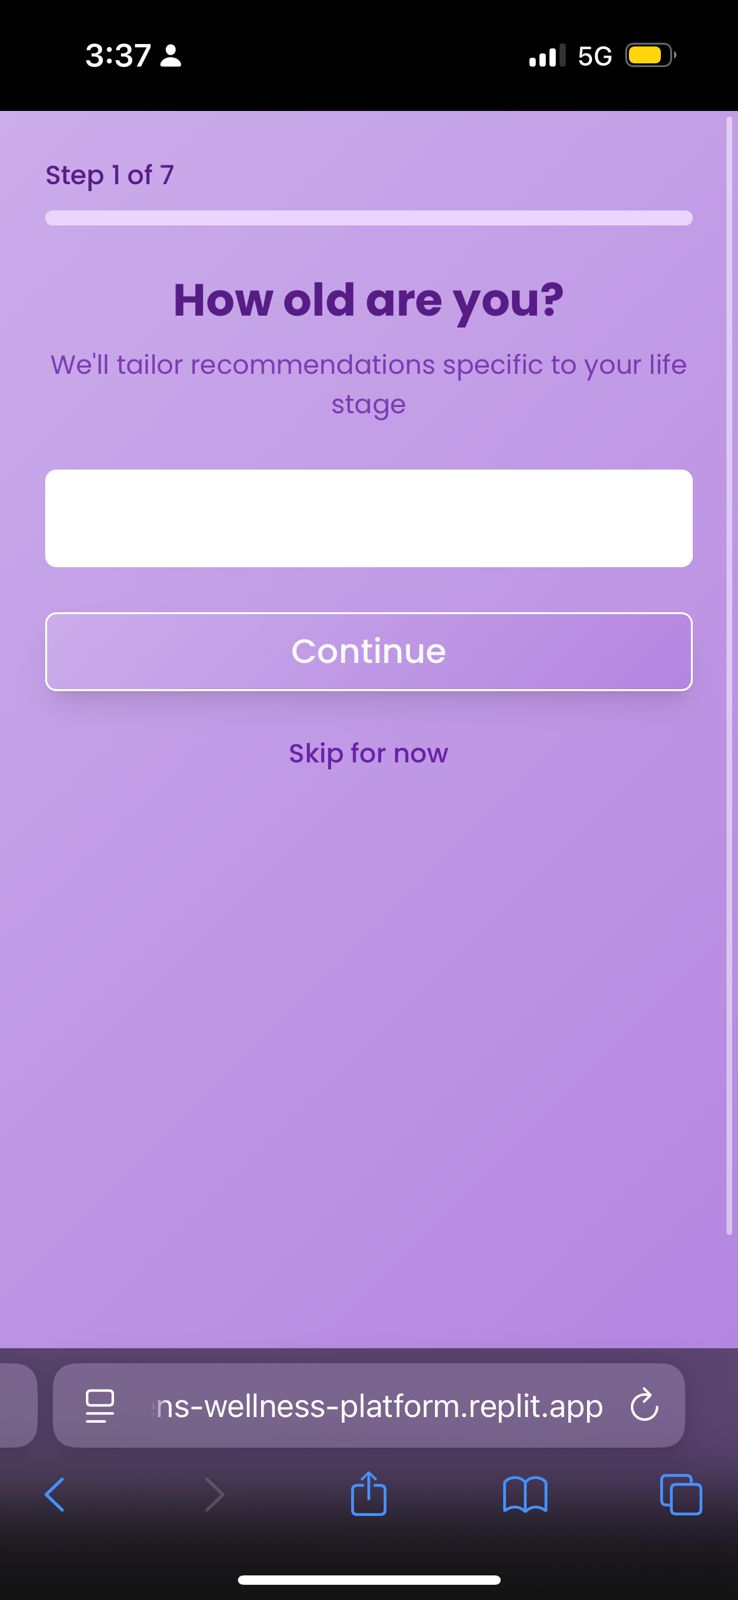 3:37
5G
Step 1 of 7
How old are you?
We'll tailor recommendations specific to your life
stage
Continue
Skip for now
ns-wellness-platform.replit.app